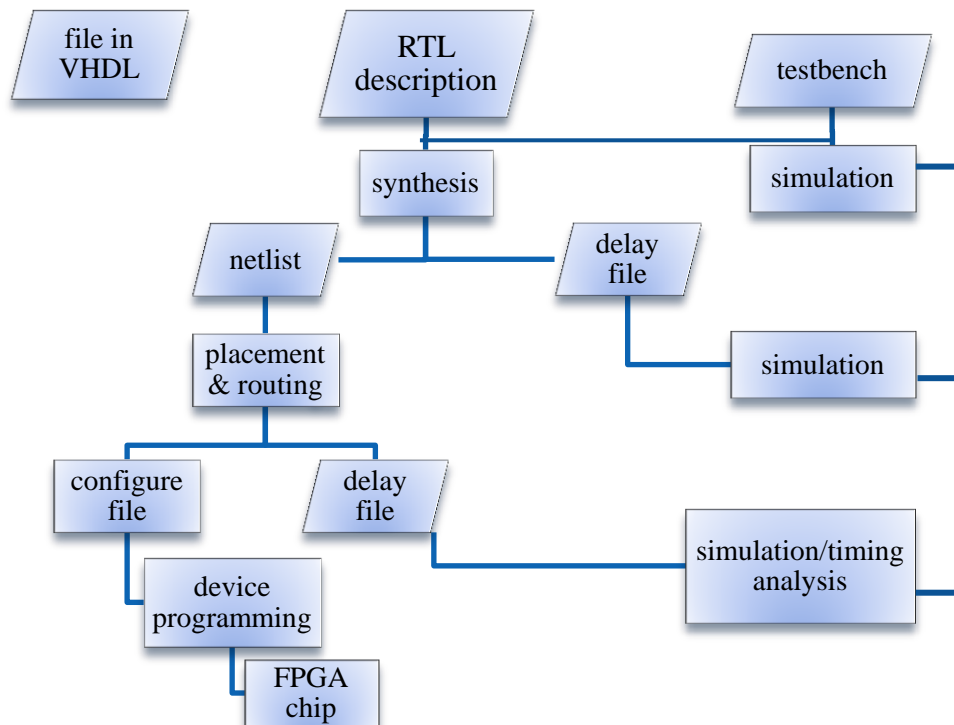 file in
VHDL
RTL
description
testbench
synthesis
simulation
netlist
delay
file
placement
& routing
simulation
configure
file
delay
file
simulation/timing
analysis
device
programming
FPGA
chip